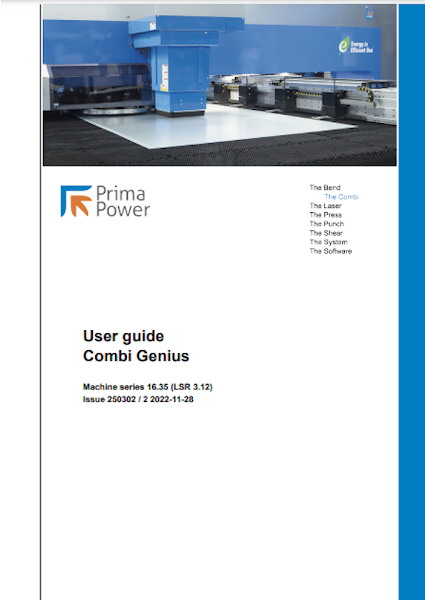 Energy in
Efficient Use
Prima
Power
The Bend
The Combi
The Laser
The Press
The Punch
The Shear
The System
The Software
User guide
Combi Genius
Machine series 16.35 (LSR 3.12)
Issue 250302 / 2 2022-11-28